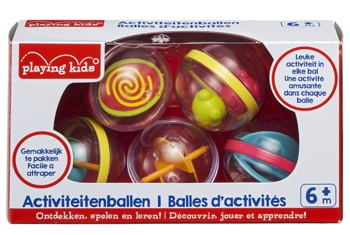 playing kids
Activiteitenballen
Balles d'activités
6+
m
Leuke
activiteit in
elke bal
Une activité
amusante
dans chaque
balle
Gemakkelijk
te pakken
Facile a
attraper
Activiteitenballen | Balles d'activités
6+
m
Ontdekken, spelen en leren! | Découvrir, jouer et apprendre!